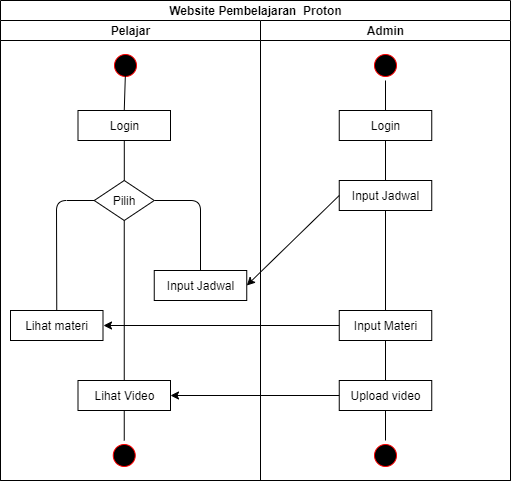 Website Pembelajaran Proton
Pelajar
Admin
Login
Login
Pilih
Input Jadwal
Input Jadwal
Lihat materi
Input Materi
Lihat Video
Upload video